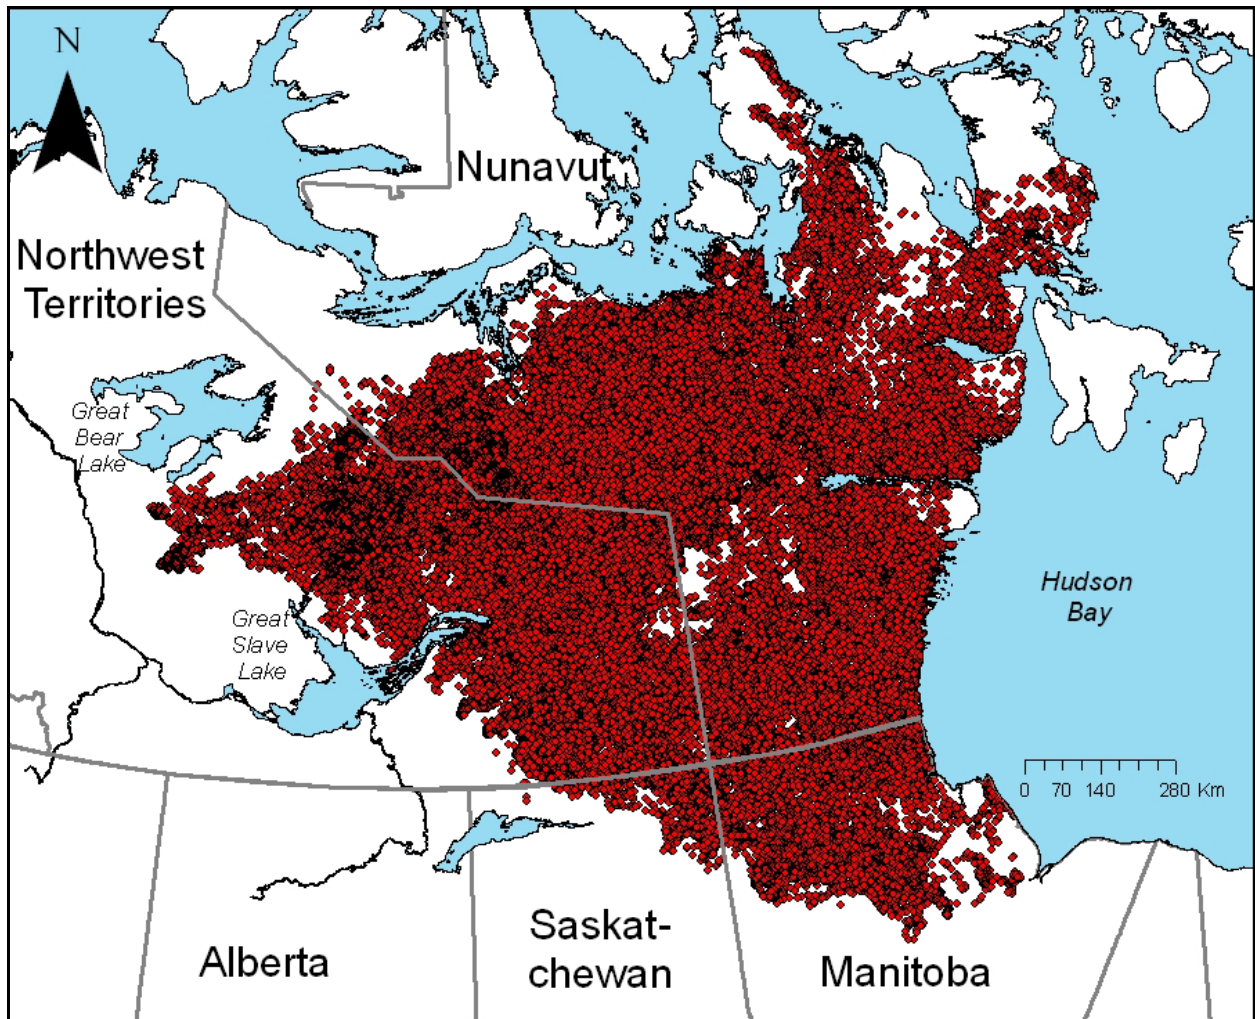 N
Nunavut
Northwest
Territories
Great
Bear
Lake
Great
Slave
Lake
Hudson
Bay
0 70 140 280 Km
Saskat-
chewan
Alberta
Manitoba